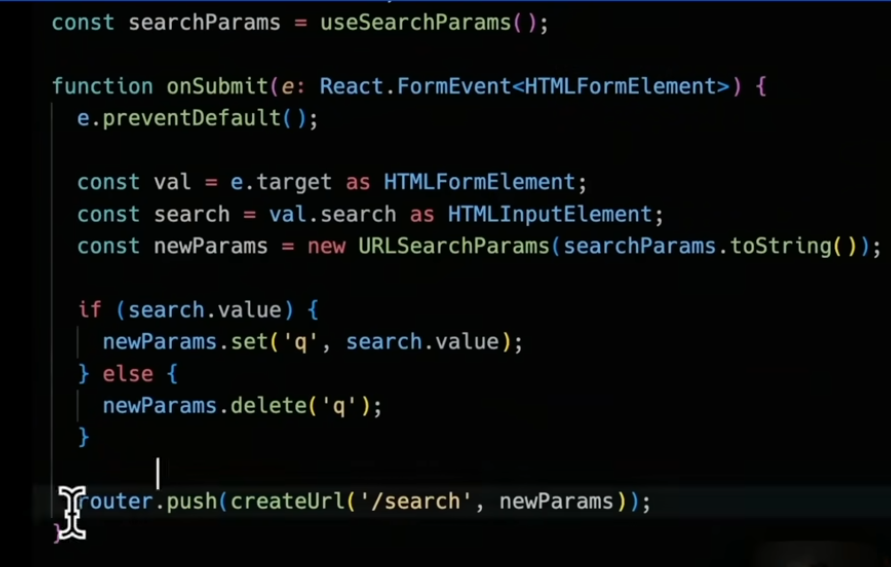 const searchParams = useSearchParams();
function onSubmit(e: React.FormEvent<HTMLFormElement>) {
e.preventDefault();
const val = e.target as HTMLFormElement;
const search = val.search as HTMLInputElement;
const newParams = new URLSearchParams(searchParams.toString());
if (search.value) {
newParams.set('q', search.value);
} else {
newParams.delete('q');
}
router.push(createUrl('/search', newParams));
}